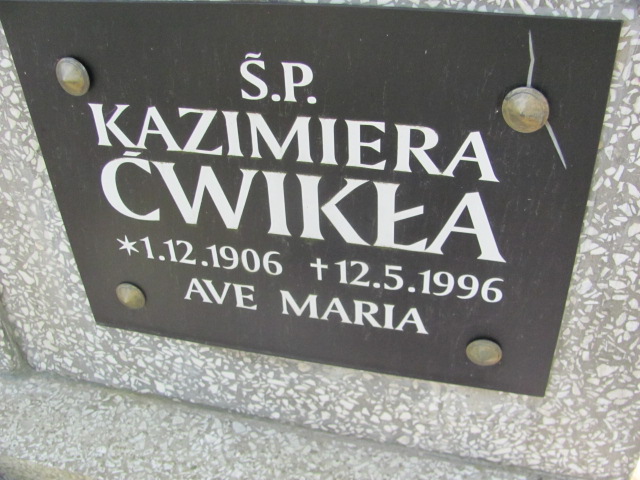 Ś.P.
KAZIMIERA
ĆWIKŁA
*1.12.1906 †12.5.1996
AVE MARIA